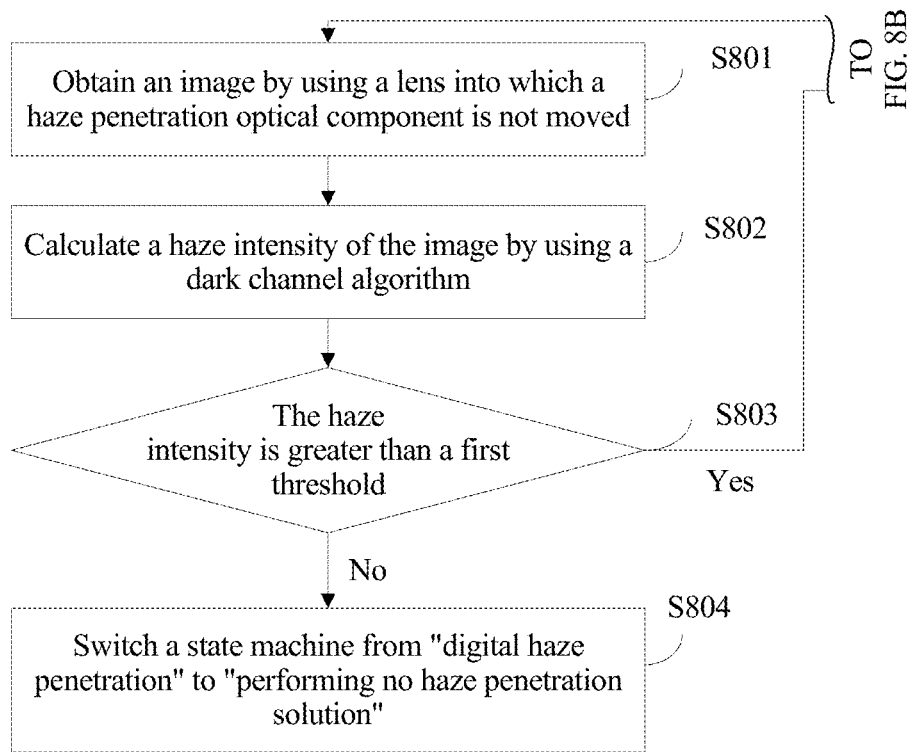 Obtain an image by using a lens into which a
haze penetration optical component is not moved
S801
TO
FIG. 8B
Calculate a haze intensity of the image by using a
dark channel algorithm
S802
The haze
intensity is greater than a first
threshold
S803
Yes
No
Switch a state machine from "digital haze
penetration" to "performing no haze penetration
solution"
S804